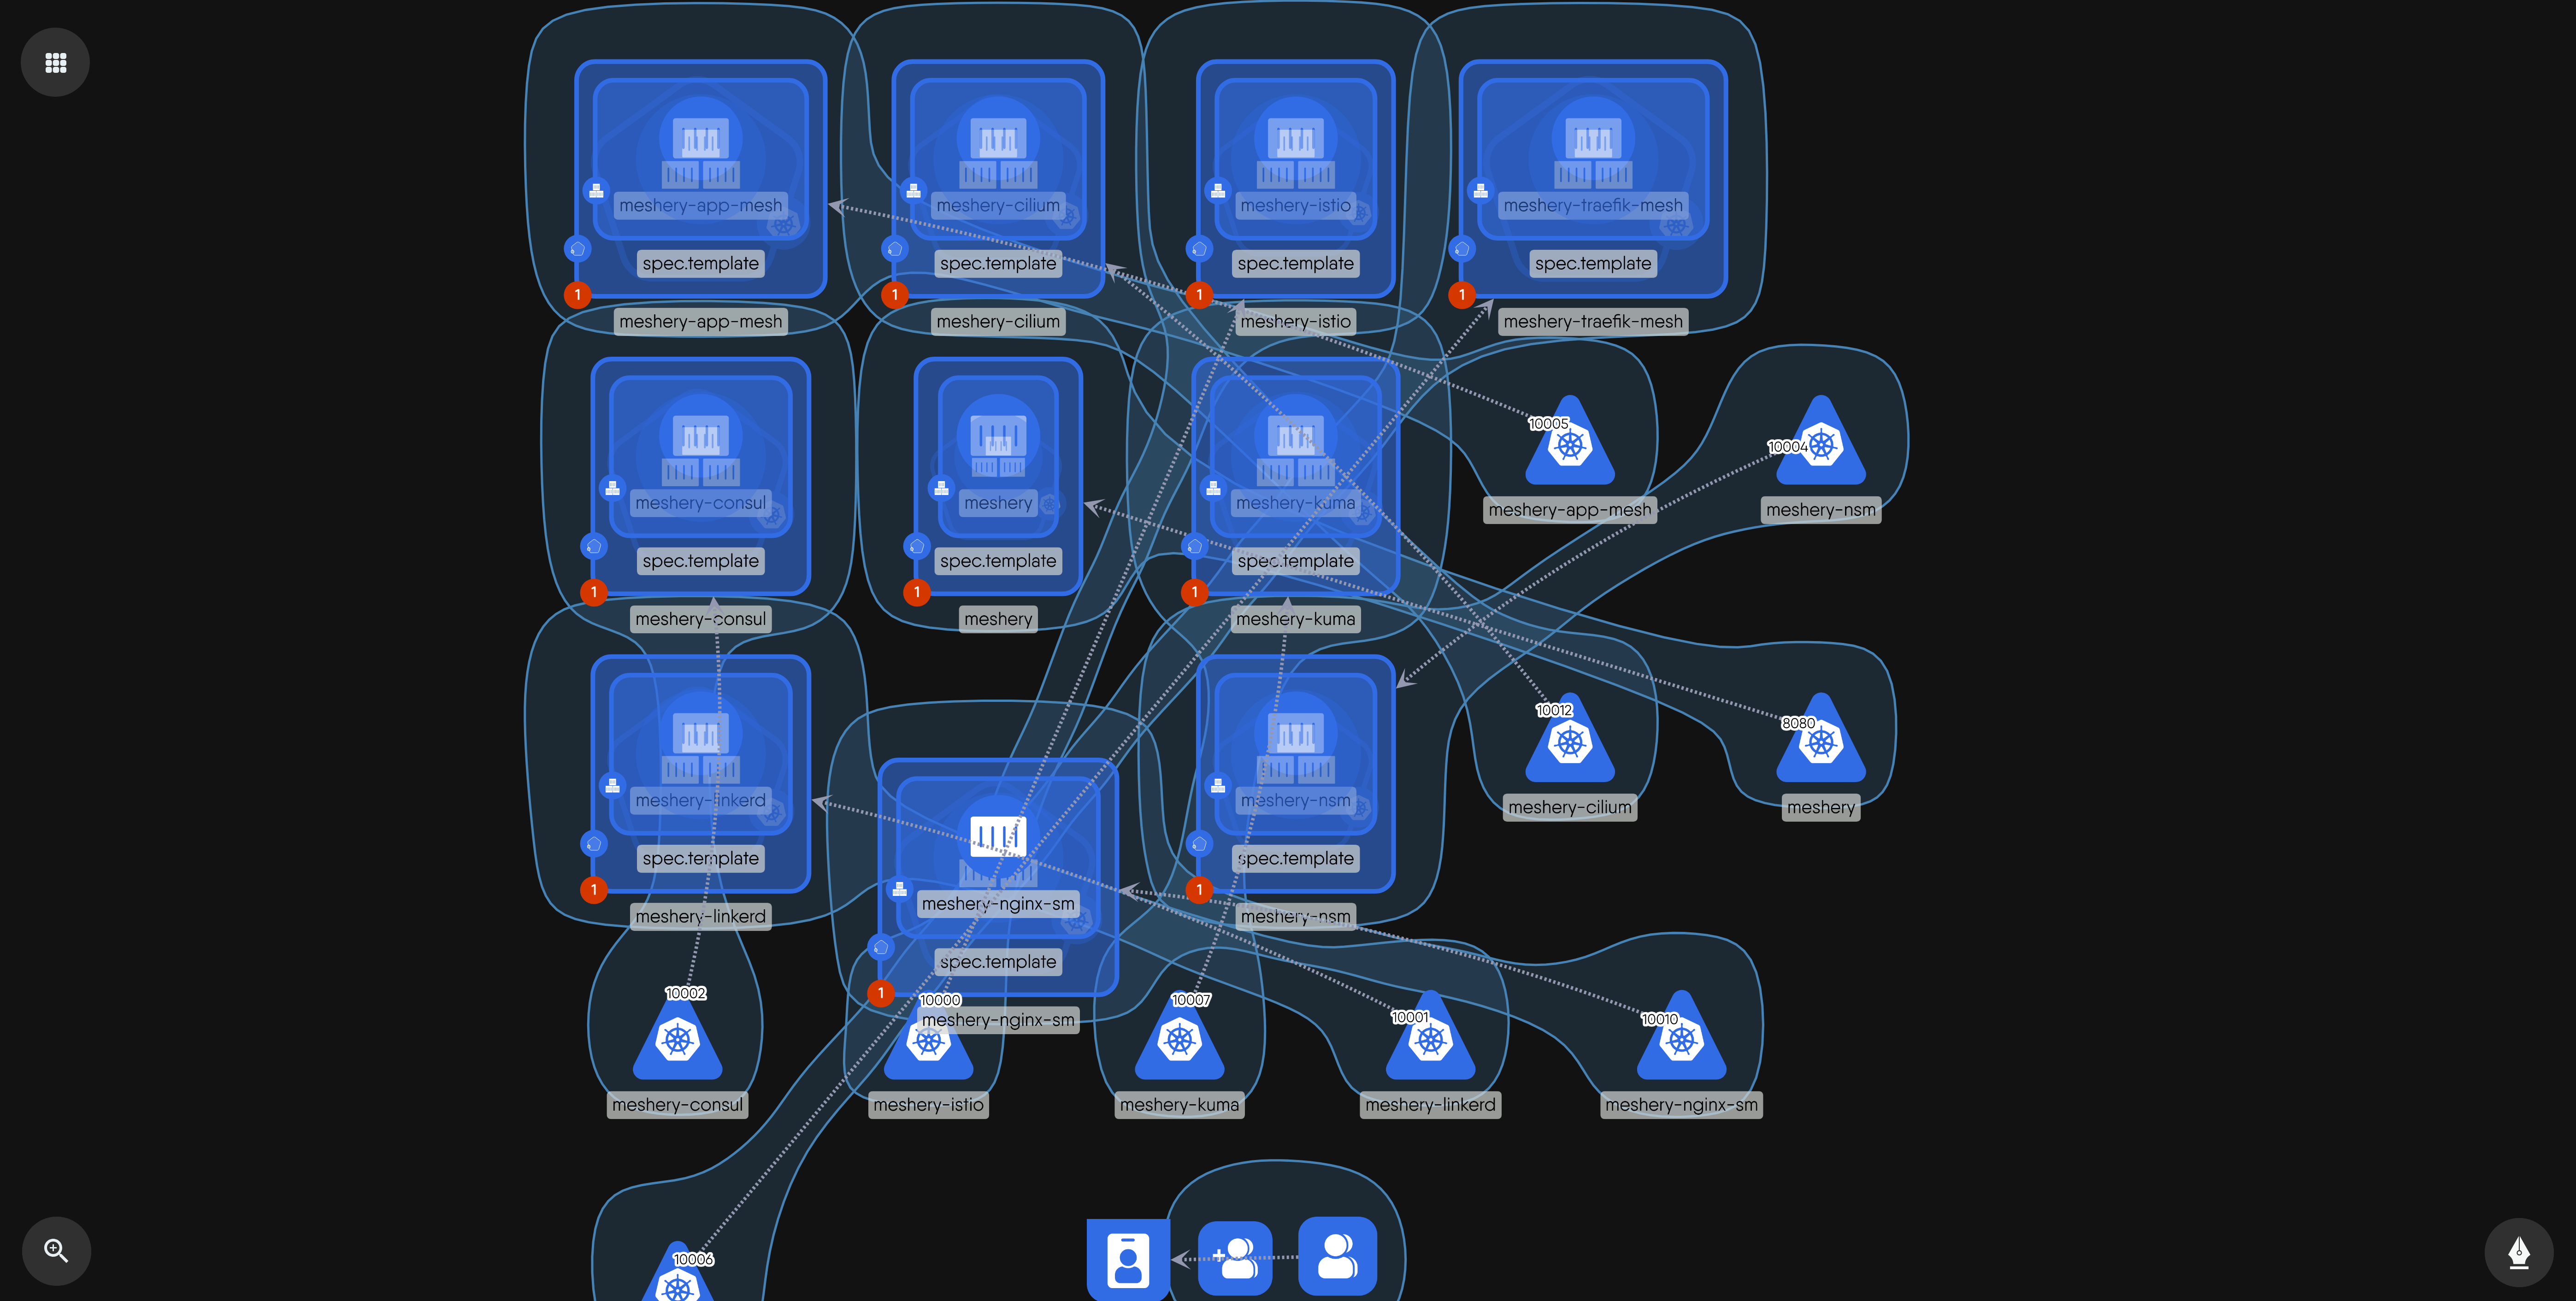 meshery-app-mesh
spec.template
1
meshery-app-mesh
meshery-cilium
spec.template
1
meshery-cilium
meshery-istio
spec.template
1
meshery-istio
meshery-traefik-mesh
spec.template
1
meshery-traefik-mesh
meshery-consul
spec.template
1
meshery-consul
meshery
spec.template
1
meshery
meshery-kuma
spec.template
1
meshery-kuma
10005
meshery-app-mesh
10004
meshery-nsm
meshery-linkerd
spec.template
1
meshery-linkerd
meshery-nginx-sm
spec.template
1
meshery-nginx-sm
meshery-nsm
spec.template
1
meshery-nsm
10012
meshery-cilium
8080
meshery
10002
meshery-consul
10000
meshery-istio
10007
meshery-kuma
10001
meshery-linkerd
10010
meshery-nginx-sm
10006